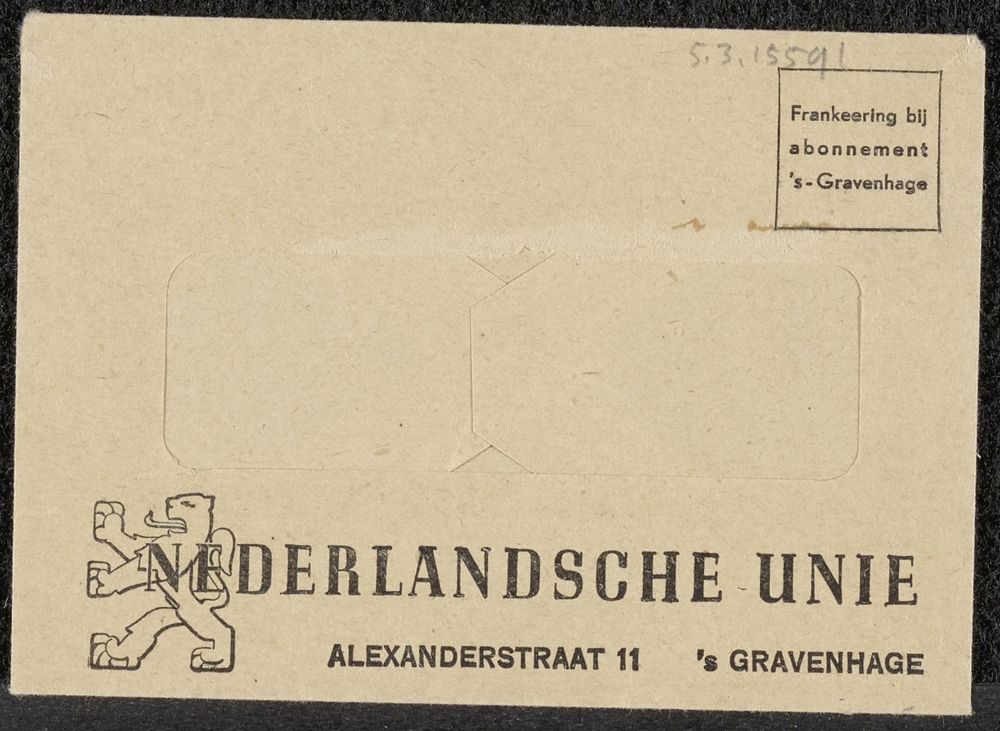 5.3.15591
Frankeering bij
abonnement
's-Gravenhage
NEDERLANDSCHE UNIE
ALEXANDERSTRAAT 11 's GRAVENHAGE